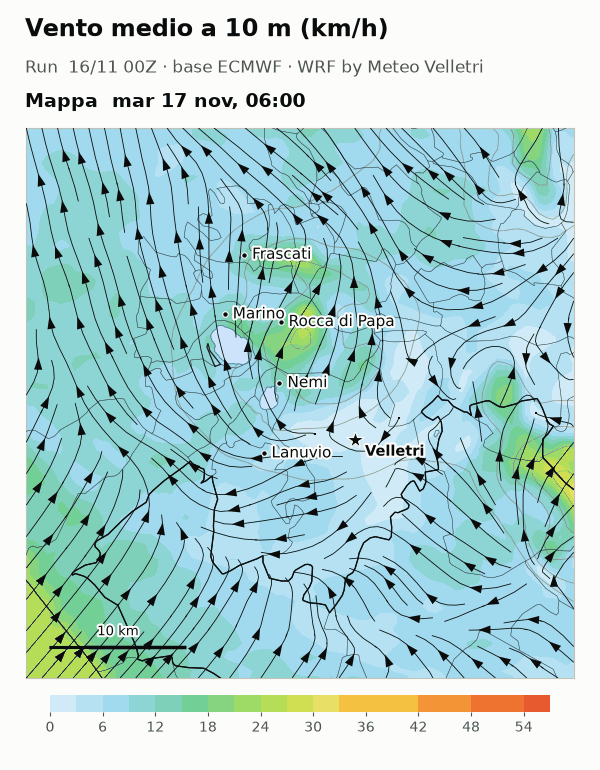 Vento medio a 10 m (km/h)
Run 16/11 00Z · base ECMWF · WRF by Meteo Velletri
Mappa mar 17 nov, 06:00
Frascati
Marino
Rocca di Papa
Nemi
Velletri
Lanuvio
10 km
0 6 12 18 24 30 36 42 48 54